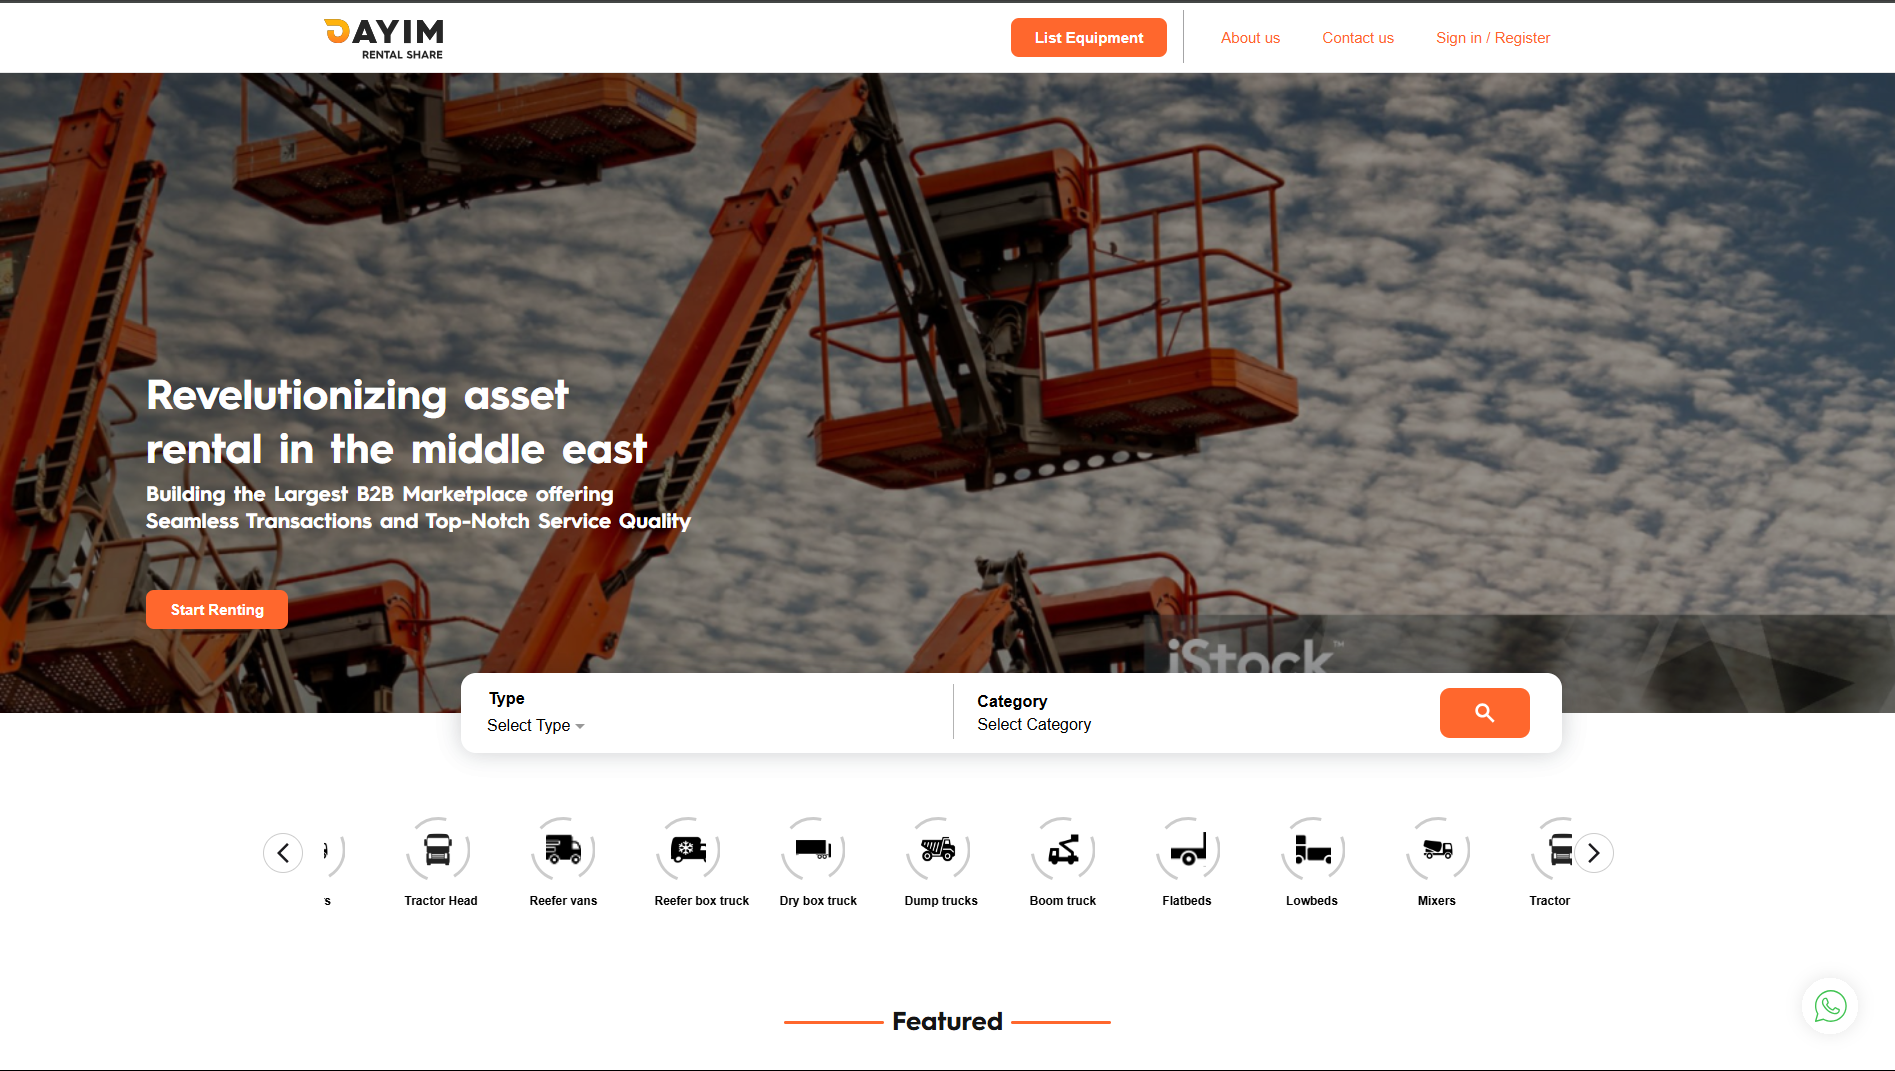 DAYIM
RENTAL SHARE
List Equipment
About us
Contact us
Sign in / Register
Revelutionizing asset
rental in the middle east
Building the Largest B2B Marketplace offering
Seamless Transactions and Top-Notch Service Quality
Start Renting
iStock™
Type
Select Type
Category
Select Category
Tractor Head
Reefer vans
Reefer box truck
Dry box truck
Dump trucks
Boom truck
Flatbeds
Lowbeds
Mixers
Tractor
Featured